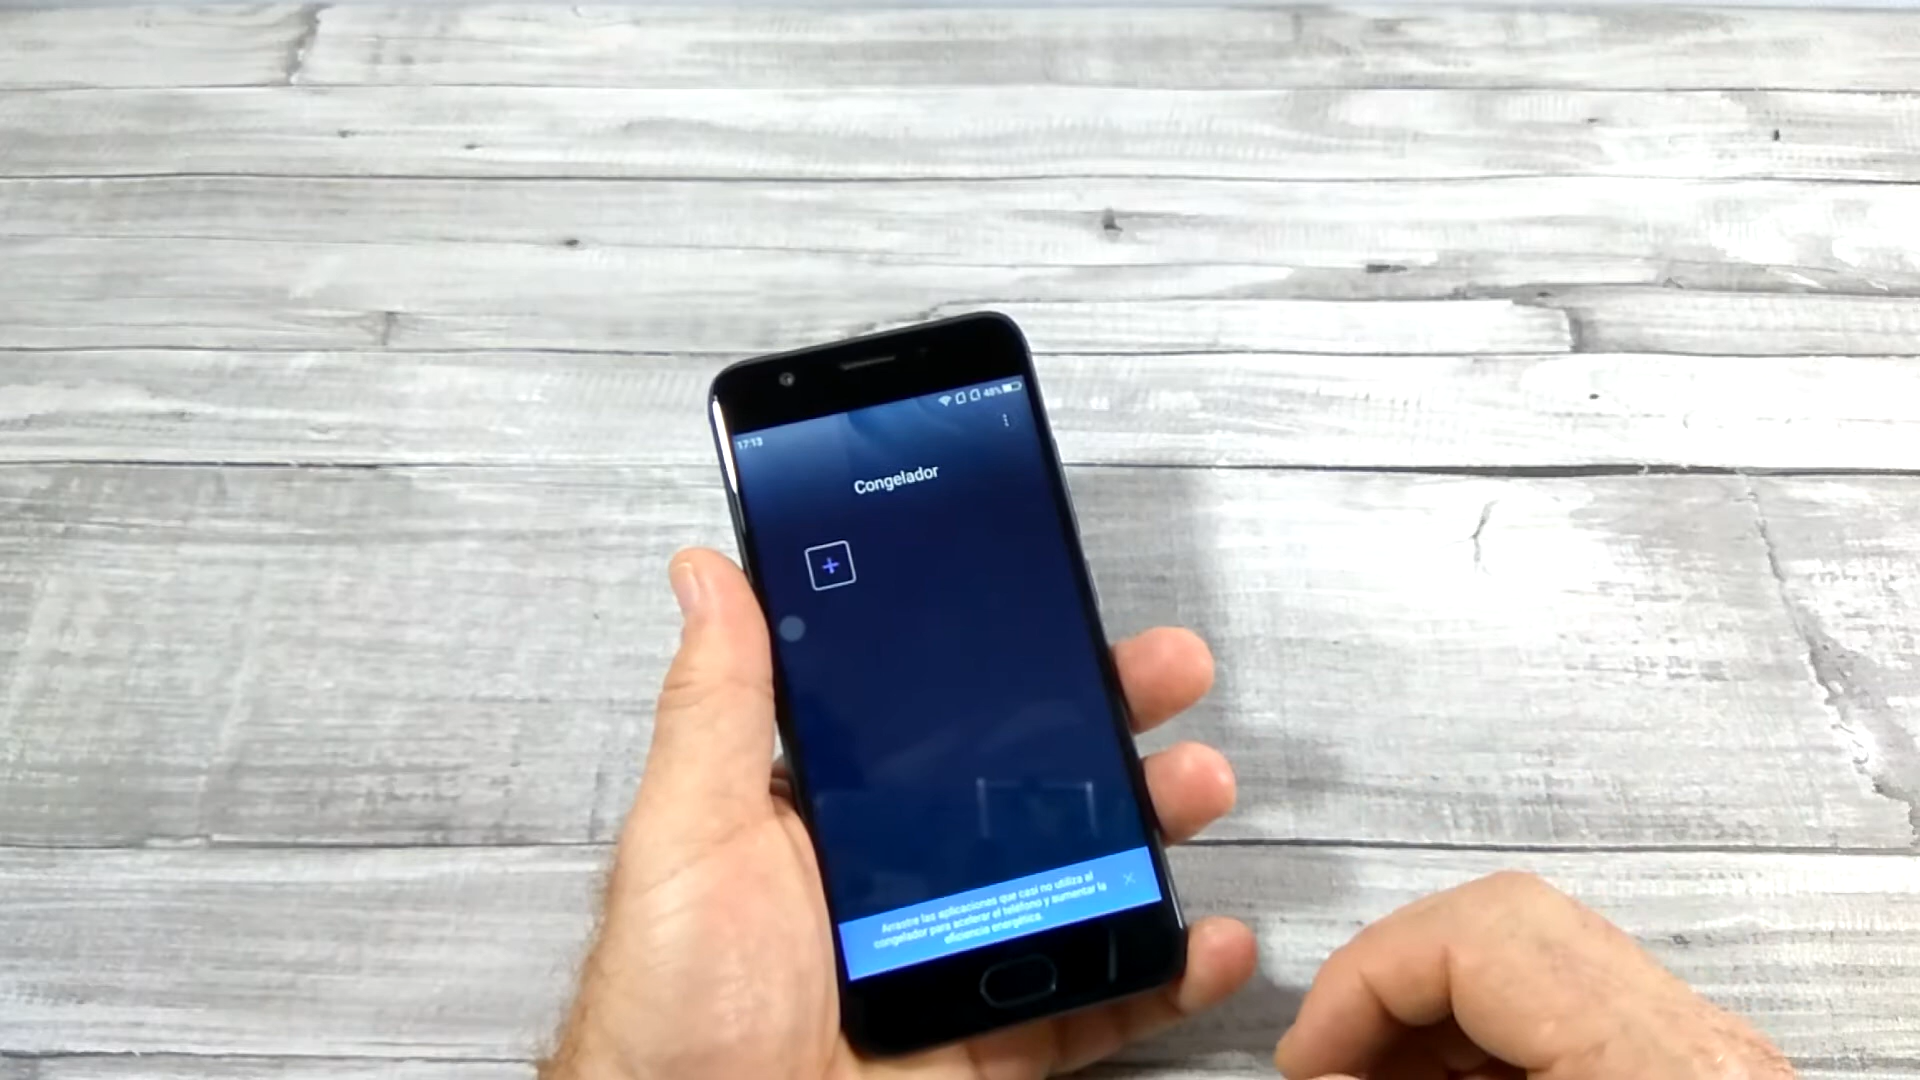 17:13
48%
Congelador
Arrastre las aplicaciones que casi no utiliza al
congelador para acelerar el teléfono y aumentar la
eficiencia energética.